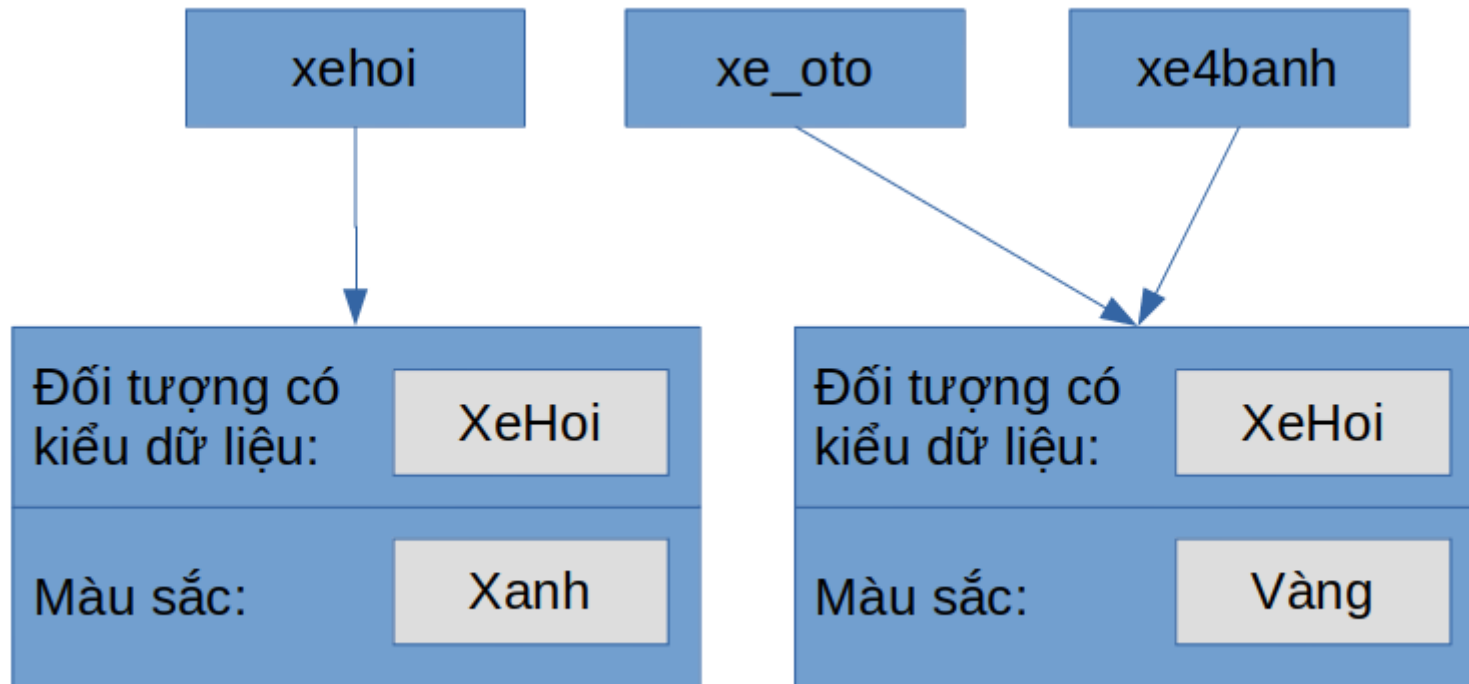 xehoi
xe_oto
xe4banh
Đối tượng có
kiểu dữ liệu:
XeHoi
Màu sắc:
Xanh
Đối tượng có
kiểu dữ liệu:
XeHoi
Màu sắc:
Vàng